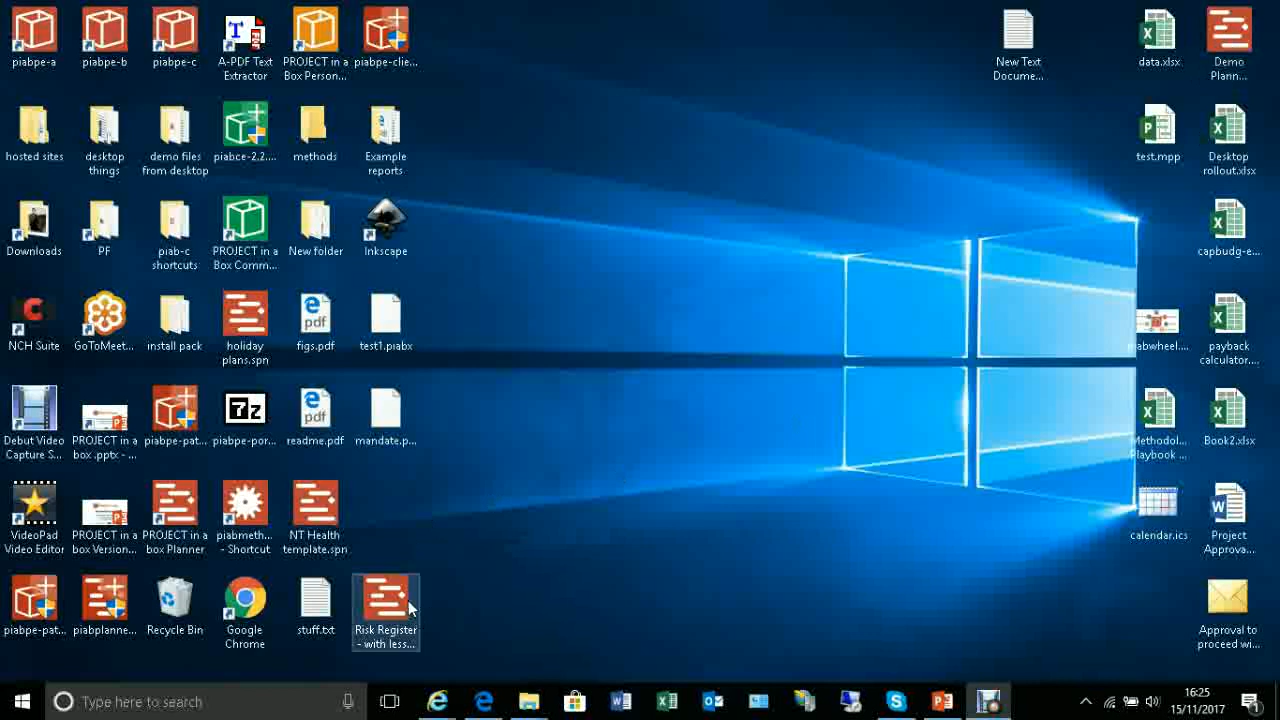 piabpe-a
piabpe-b
piabpe-c
A-PDF Text
Extractor
PROJECT in a
Box Person...
piabpe-clie...
New Text
Docume...
data.xlsx
Demo
Plann...
hosted sites
desktop
things
demo files
from desktop
piabce-2.2....
methods
Example
reports
test.mpp
Desktop
rollout.xlsx
Downloads
PF
piab-c
shortcuts
PROJECT in a
Box Comm...
New folder
Inkscape
capbudg-e...
NCH Suite
GoToMeet...
install pack
holiday
plans.spn
pdf
figs.pdf
test1.piabx
piabwheel....
payback
calculator....
Debut Video
Capture S...
PROJECT in a
box .pptx - ...
piabpe-pat...
7z
piabpe-por...
pdf
readme.pdf
mandate.p...
Methodol...
Playbook ...
Book2.xlsx
VideoPad
Video Editor
PROJECT in a
box Version...
PROJECT in a
box Planner
piabmeth...
- Shortcut
NT Health
template.spn
calendar.ics
Project
Approva...
piabpe-pat...
piabplanne...
Recycle Bin
Google
Chrome
stuff.txt
Risk Register
- with less...
Approval to
proceed wi...
Type here to search
16:25
15/11/2017